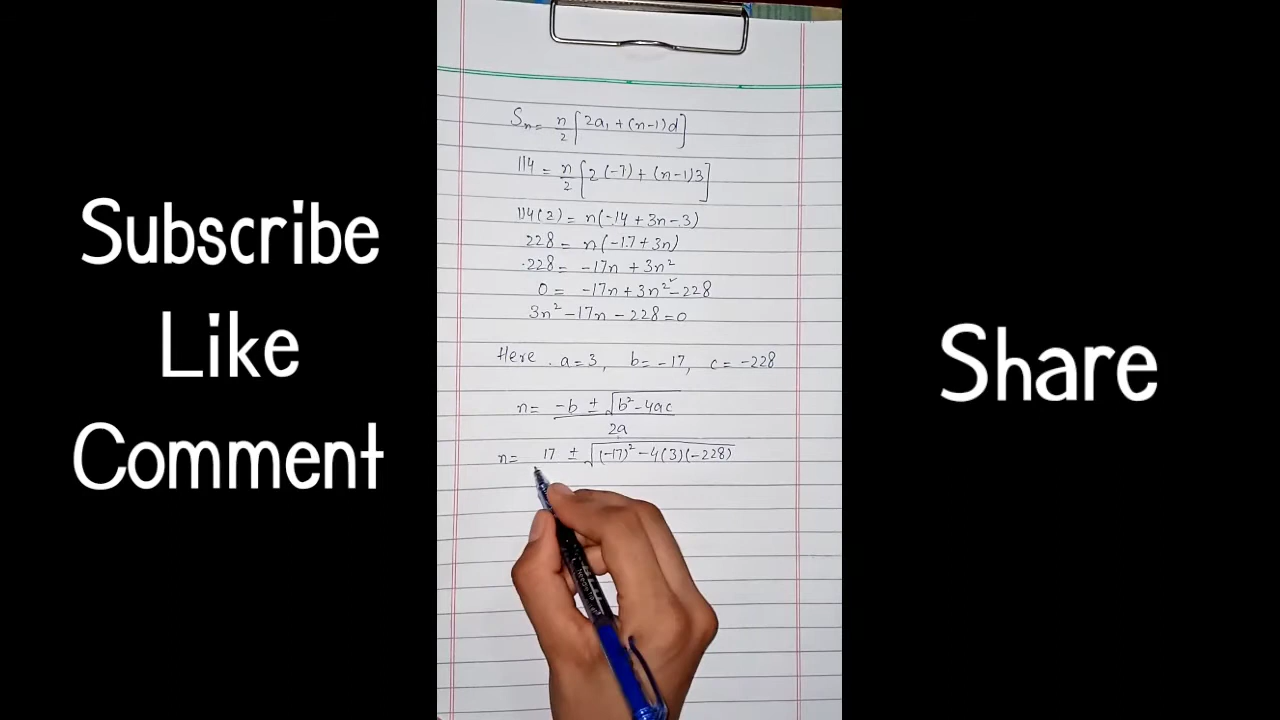 Subscribe
Like
Comment
Sₙ = n/2 [2a₁ + (n-1)d]
114 = n/2 [2(-7) + (n-1)3]
114(2) = n(-14 + 3n - 3)
228 = n(-17 + 3n)
228 = -17n + 3n²
0 = -17n + 3n² - 228
3n² - 17n - 228 = 0
Here . a = 3, b = -17, c = -228
n = (-b ± √(b² - 4ac)) / 2a
n = 17 ± √((-17)² - 4(3)(-228))
Share